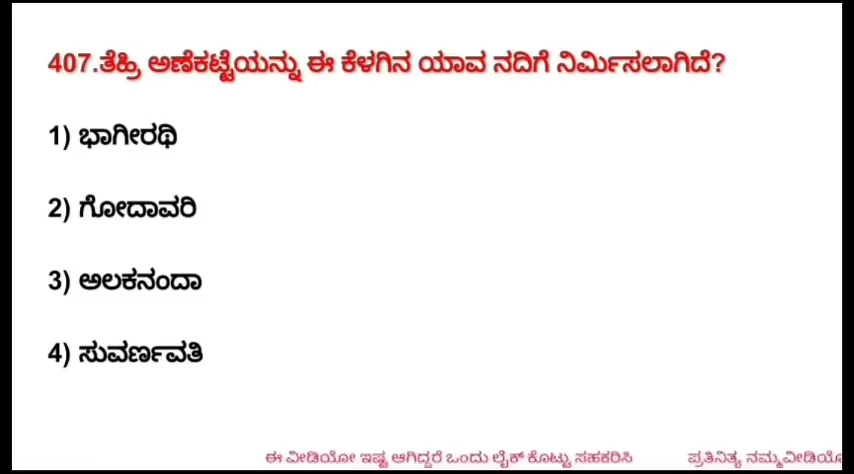 407.ತೆಹ್ರಿ ಅಣೆಕಟ್ಟೆಯನ್ನು ಈ ಕೆಳಗಿನ ಯಾವ ನದಿಗೆ ನಿರ್ಮಿಸಲಾಗಿದೆ?
1) ಭಾಗೀರಥಿ
2) ಗೋದಾವರಿ
3) ಅಲಕನಂದಾ
4) ಸುವರ್ಣವತಿ
ಈ ವೀಡಿಯೋ ಇಷ್ಟ ಆಗಿದ್ದರೆ ಒಂದು ಲೈಕ್ ಕೊಟ್ಟು ಸಹಕರಿಸಿ ಪ್ರತಿನಿತ್ಯ ನಮ್ಮ